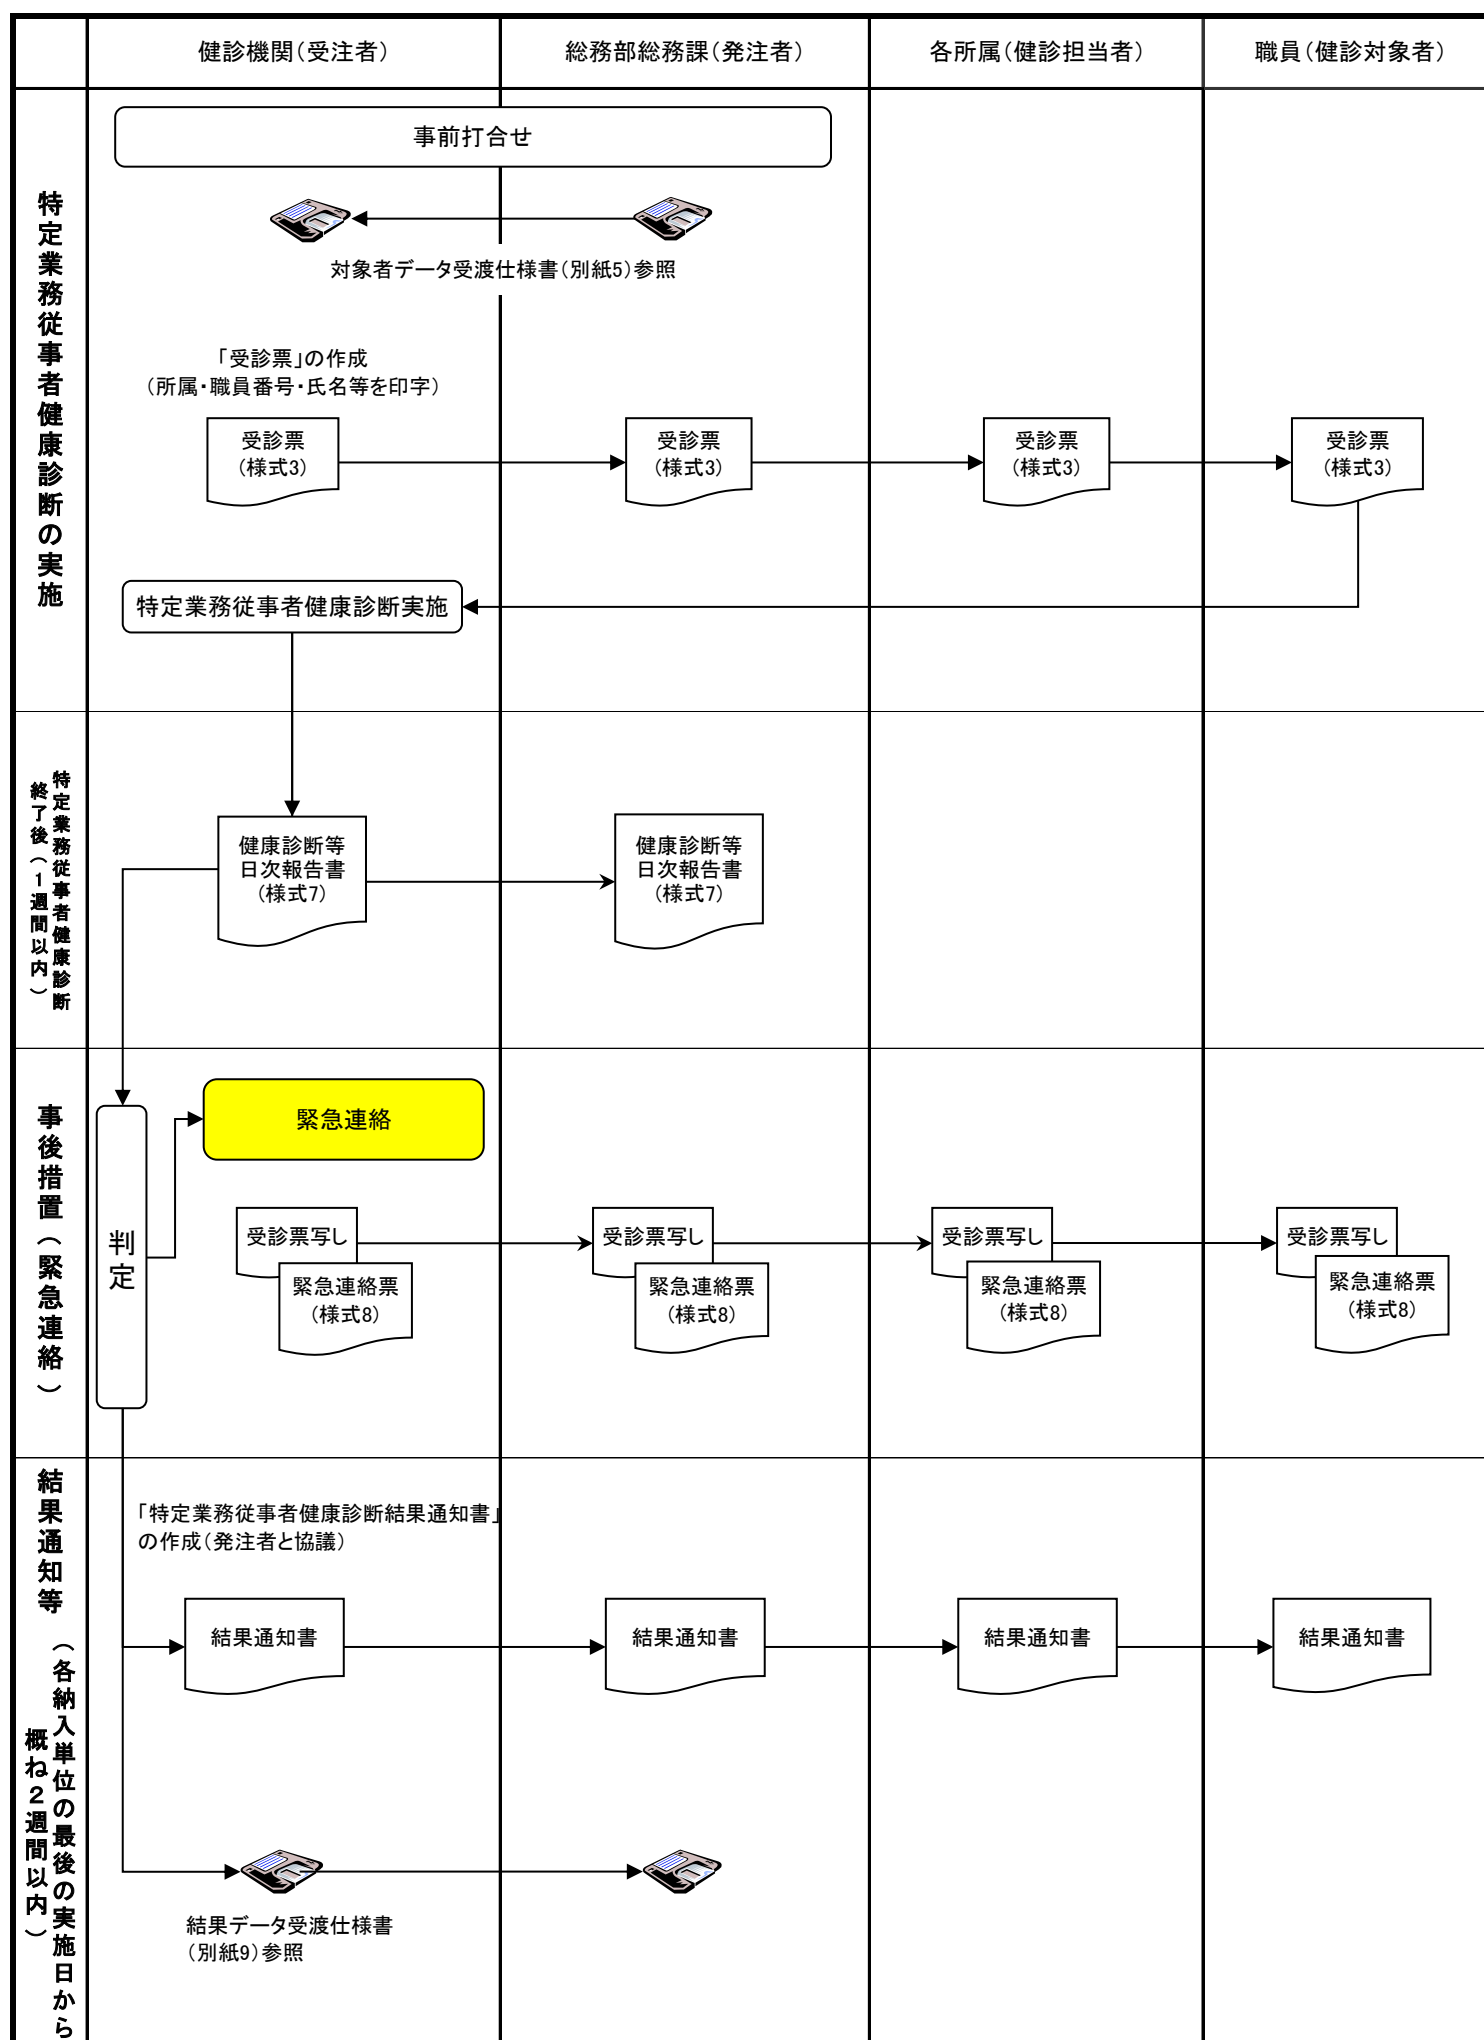 健診機関（受注者）
総務部総務課（発注者）
各所属（健診担当者）
職員（健診対象者）
特定業務従事者健康診断の実施
事前打合せ
対象者データ受渡仕様書（別紙5）参照
「受診票」の作成
（所属・職員番号・氏名等を印字）
受診票
（様式3）
受診票
（様式3）
受診票
（様式3）
受診票
（様式3）
特定業務従事者健康診断実施
特定業務従事者健康診断
終了後（1週間以内）
健康診断等
日次報告書
（様式7）
健康診断等
日次報告書
（様式7）
事後措置（緊急連絡）
判定
緊急連絡
受診票写し
緊急連絡票
（様式8）
受診票写し
緊急連絡票
（様式8）
受診票写し
緊急連絡票
（様式8）
受診票写し
緊急連絡票
（様式8）
結果通知等
（各納入単位の最後の実施日から
概ね2週間以内）
「特定業務従事者健康診断結果通知書」
の作成（発注者と協議）
結果通知書
結果通知書
結果通知書
結果通知書
結果データ受渡仕様書
（別紙9）参照